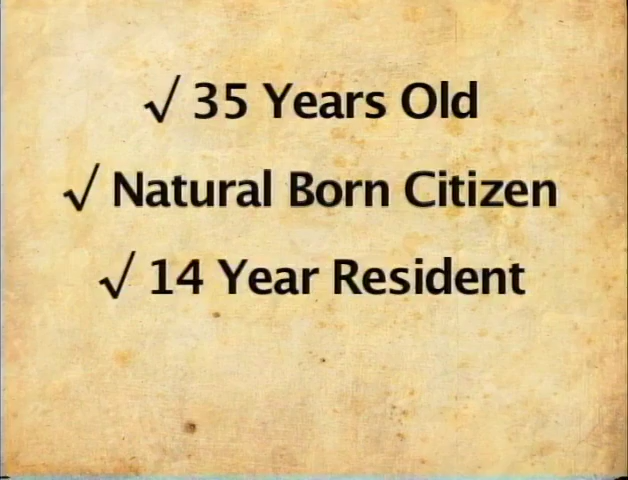 √ 35 Years Old
√ Natural Born Citizen
√ 14 Year Resident